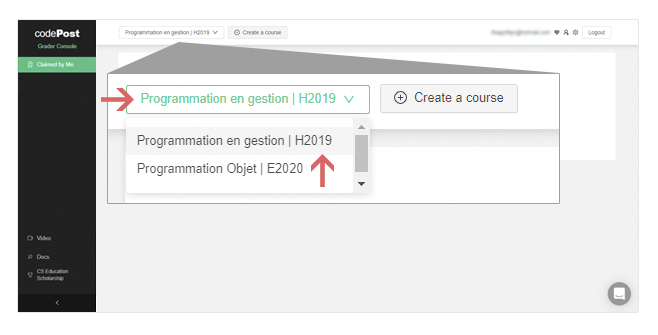 codePost
Grader Console
Claimed by Me
Programmation en gestion | H2019
Create a course
Logout
Programmation en gestion | H2019
Create a course
Programmation en gestion | H2019
Programmation Objet | E2020
Video
Docs
CS Education
Scholarship